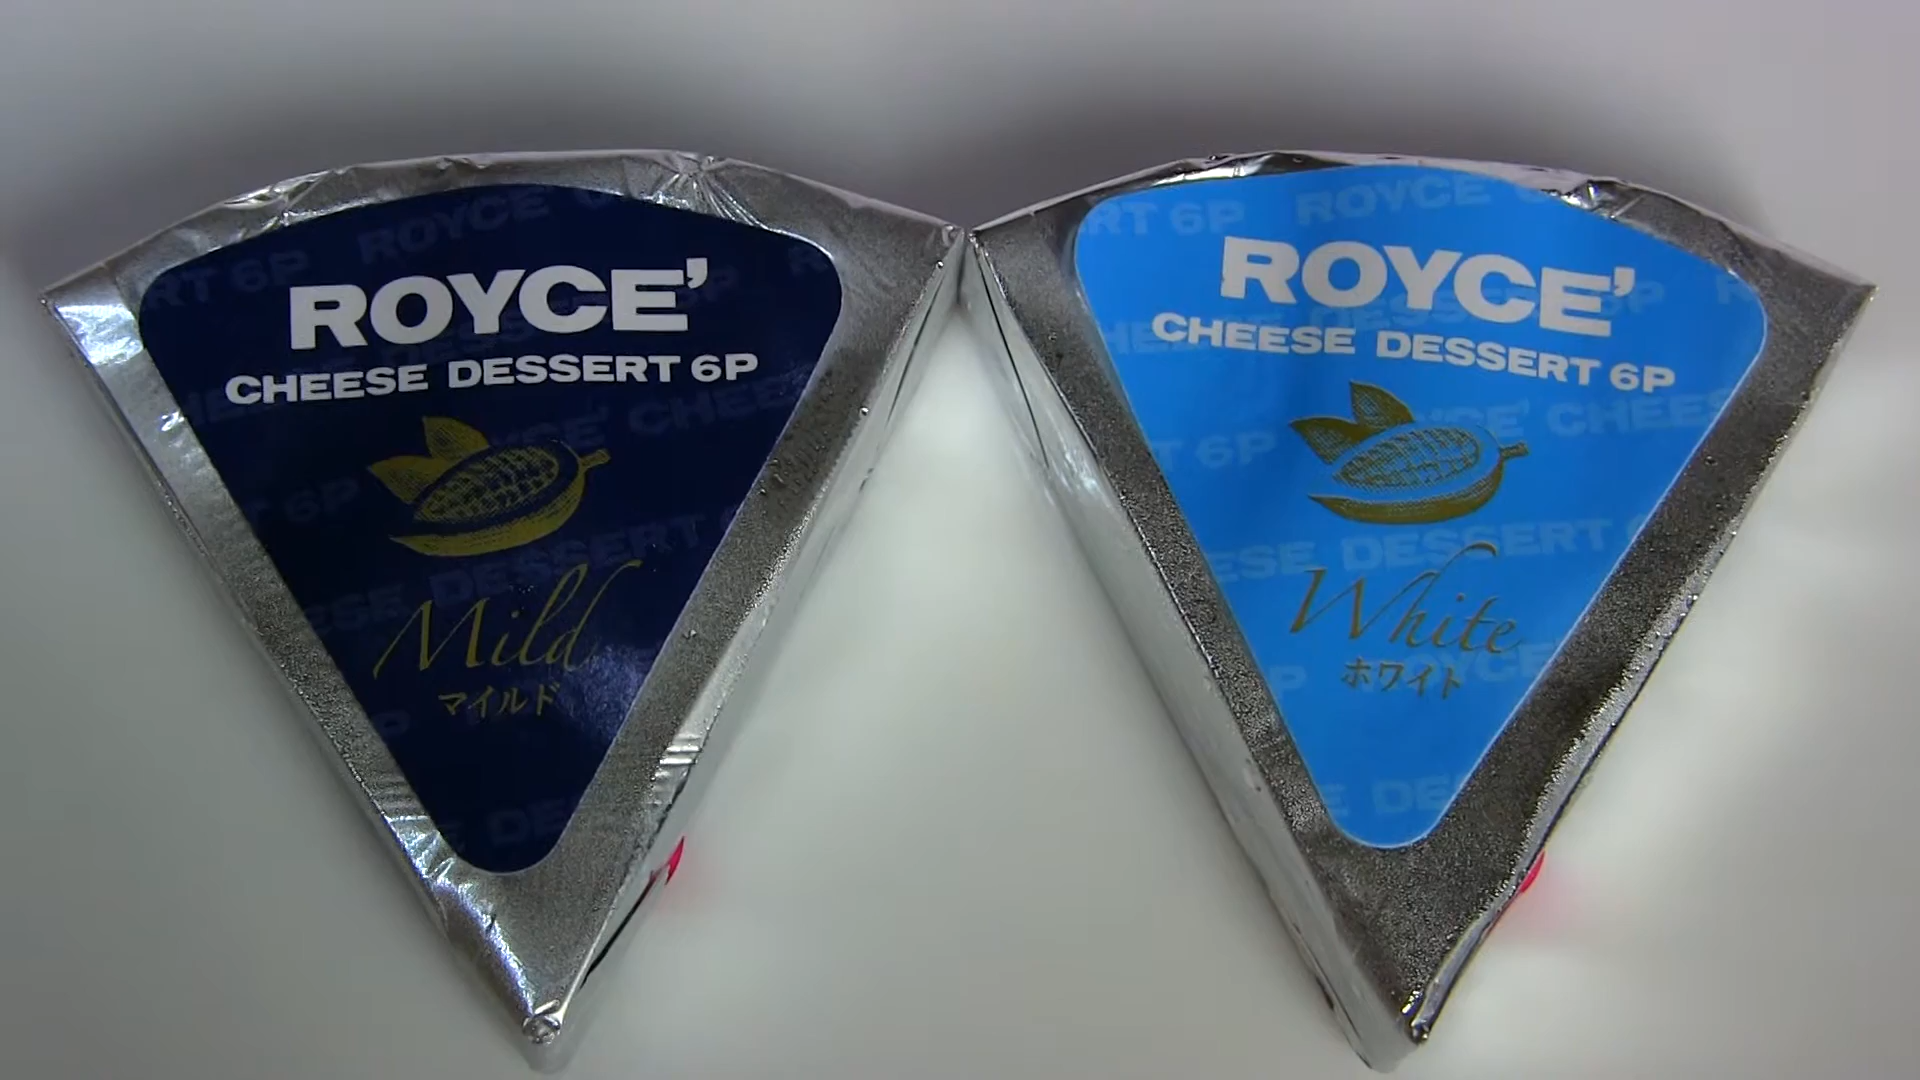 ROYCE'
CHEESE DESSERT 6P
Mild
マイルド
ROYCE'
CHEESE DESSERT 6P
White
ホワイト